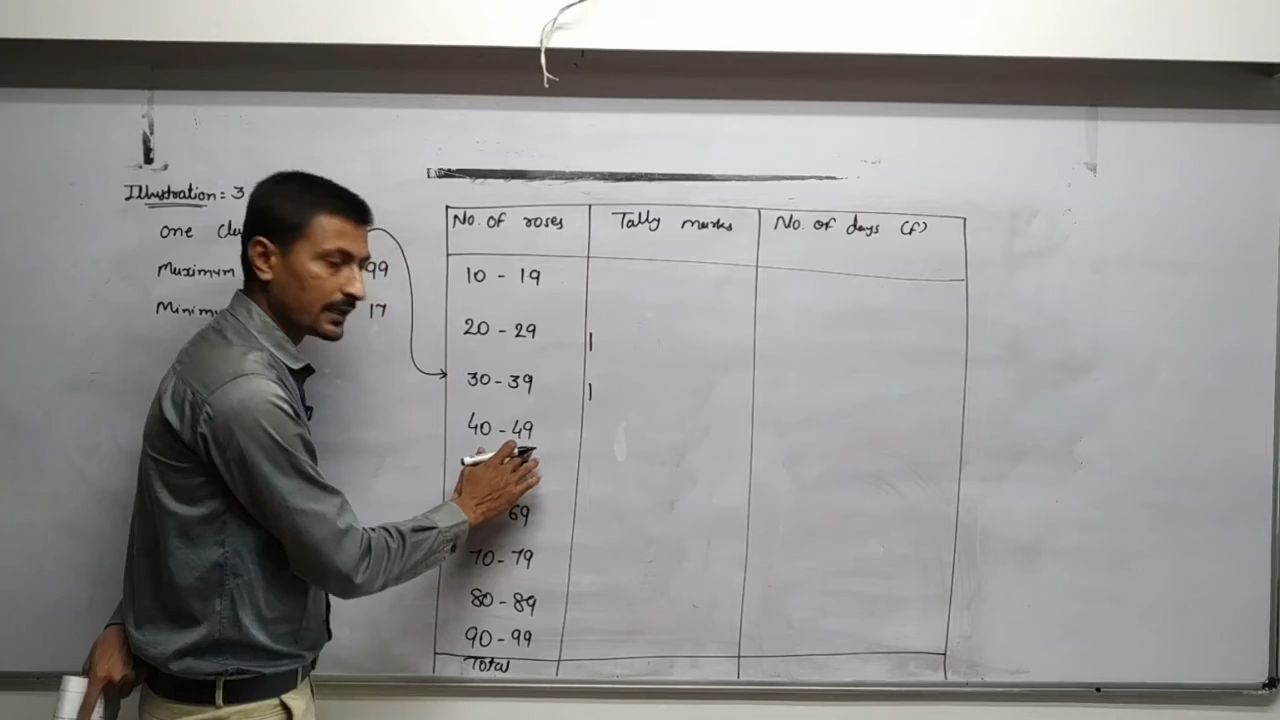 Illustration = 3
One
Maximum 99
17
No. of roses Tally marks No. of days (f)
10 - 19
20 - 29 |
30 - 39 |
40 - 49
69
70 - 79
80 - 89
90 - 99
Total